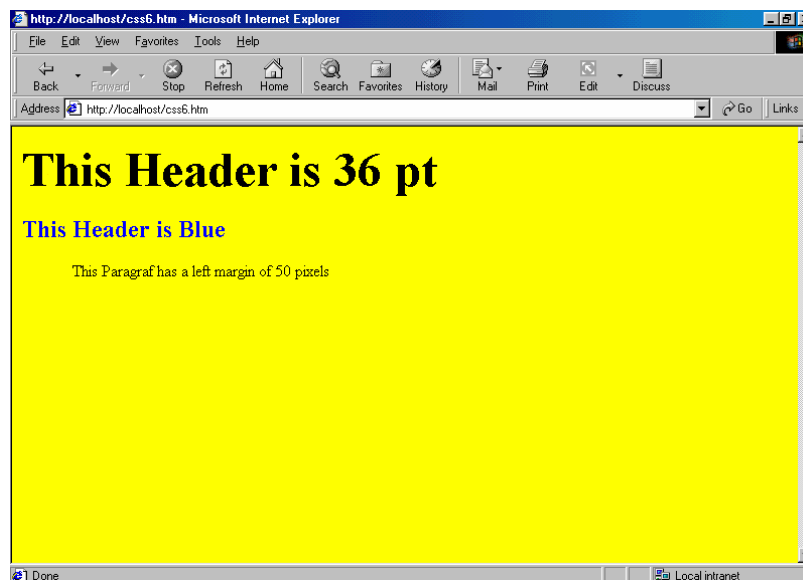 http://localhost/css6.htm - Microsoft Internet Explorer
File Edit View Favorites Tools Help
Back Forward Stop Refresh Home Search Favorites History Mail Print Edit Discuss
Address http://localhost/css6.htm Go Links
This Header is 36 pt
This Header is Blue
This Paragraf has a left margin of 50 pixels
Done Local intranet